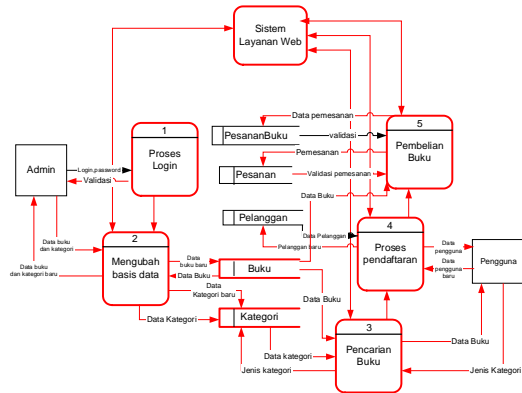 Sistem
Layanan Web
Data pemesanan
PesananBuku
validasi
5
Pembelian
Buku
1
Proses
Login
Admin
Login,password
Validasi
Pemesanan
Pesanan
Validasi pemesanan
Data Buku
Pelanggan
Data Pelanggan
Pelanggan baru
4
Proses
pendaftaran
Data
pengguna
Data
pengguna
baru
Pengguna
Data buku
dan kategori
Data buku
dan kategori baru
2
Mengubah
basis data
Data
buku baru
Data Buku
Buku
Data
Kategori baru
Data Kategori
Kategori
Data Buku
Data kategori
Jenis kategori
3
Pencarian
Buku
Data Buku
Jenis Kategori